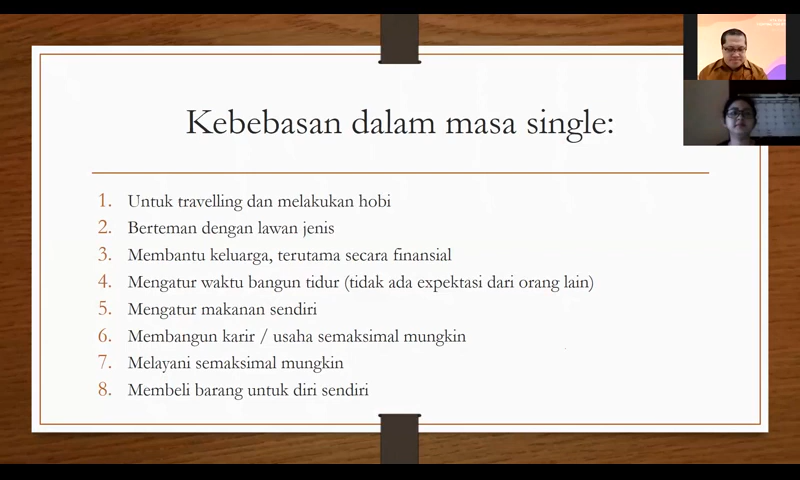 Kebebasan dalam masa single:
1. Untuk travelling dan melakukan hobi
2. Berteman dengan lawan jenis
3. Membantu keluarga, terutama secara finansial
4. Mengatur waktu bangun tidur (tidak ada expektasi dari orang lain)
5. Mengatur makanan sendiri
6. Membangun karir / usaha semaksimal mungkin
7. Melayani semaksimal mungkin
8. Membeli barang untuk diri sendiri